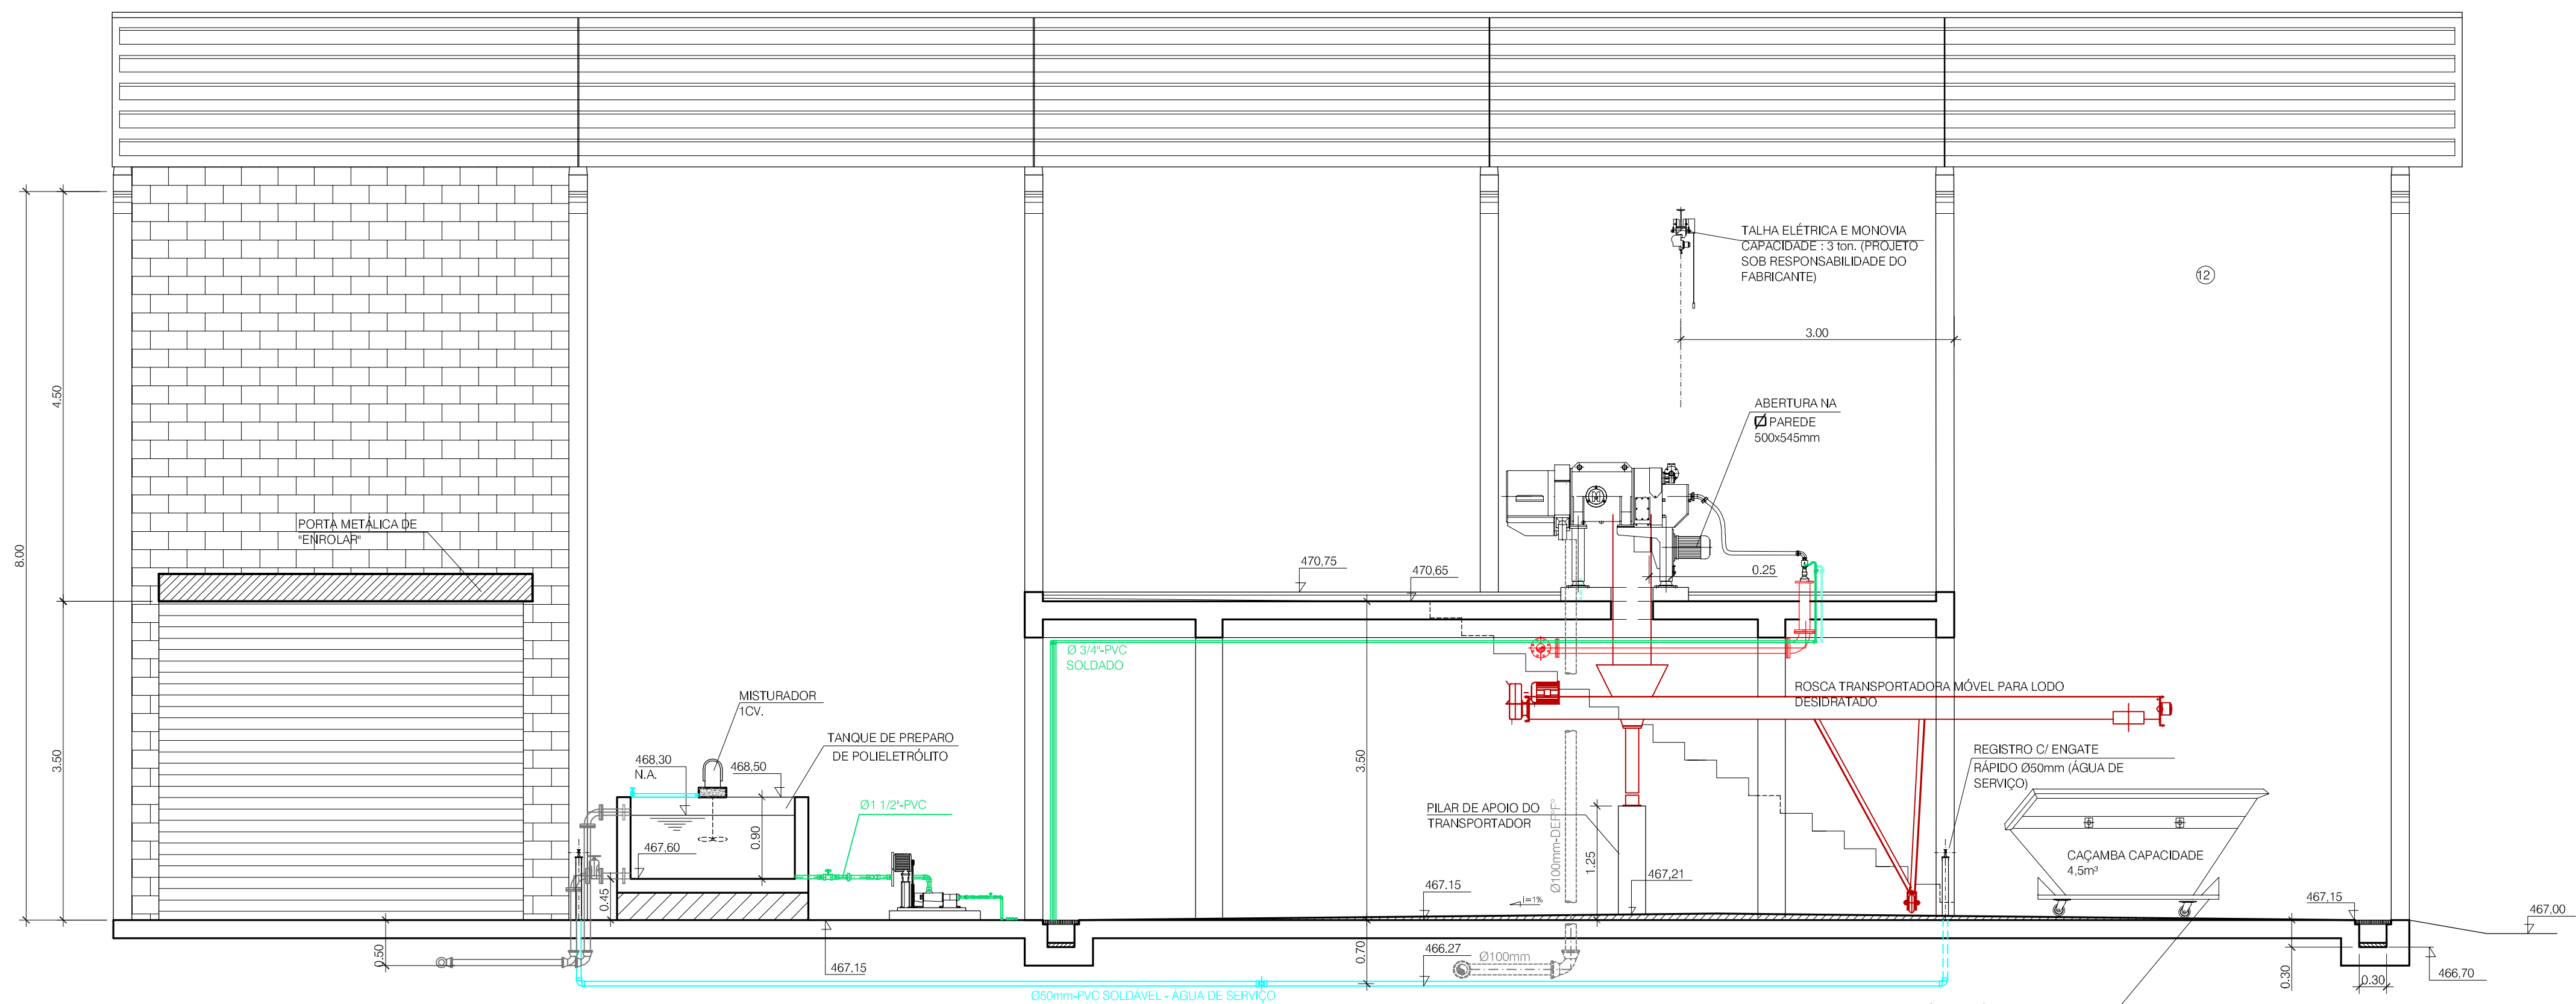 TALHA ELÉTRICA E MONOVIA
CAPACIDADE : 3 ton. (PROJETO
SOB RESPONSABILIDADE DO
FABRICANTE)
12
3.00
4.50
8.00
ABERTURA NA
PAREDE
500x545mm
PORTA METÁLICA DE
"ENROLAR"
470,75
470,65
0.25
Ø 3/4"-PVC
SOLDADO
MISTURADOR
1CV.
ROSCA TRANSPORTADORA MÓVEL PARA LODO
DESIDRATADO
TANQUE DE PREPARO
DE POLIELETRÓLITO
468,30
N.A.
468,50
3.50
3.50
REGISTRO C/ ENGATE
RÁPIDO Ø50mm (ÁGUA DE
SERVIÇO)
Ø1 1/2"-PVC
PILAR DE APOIO DO
TRANSPORTADOR
0.90
467,60
1.25
CAÇAMBA CAPACIDADE
4,5m³
467,21
467.15
i=1%
0.45
467,15
467,00
0.50
467.15
0.70
466.27
Ø100mm
0.30
0.30
466,70
Ø50mm-PVC SOLDÁVEL - ÁGUA DE SERVIÇO